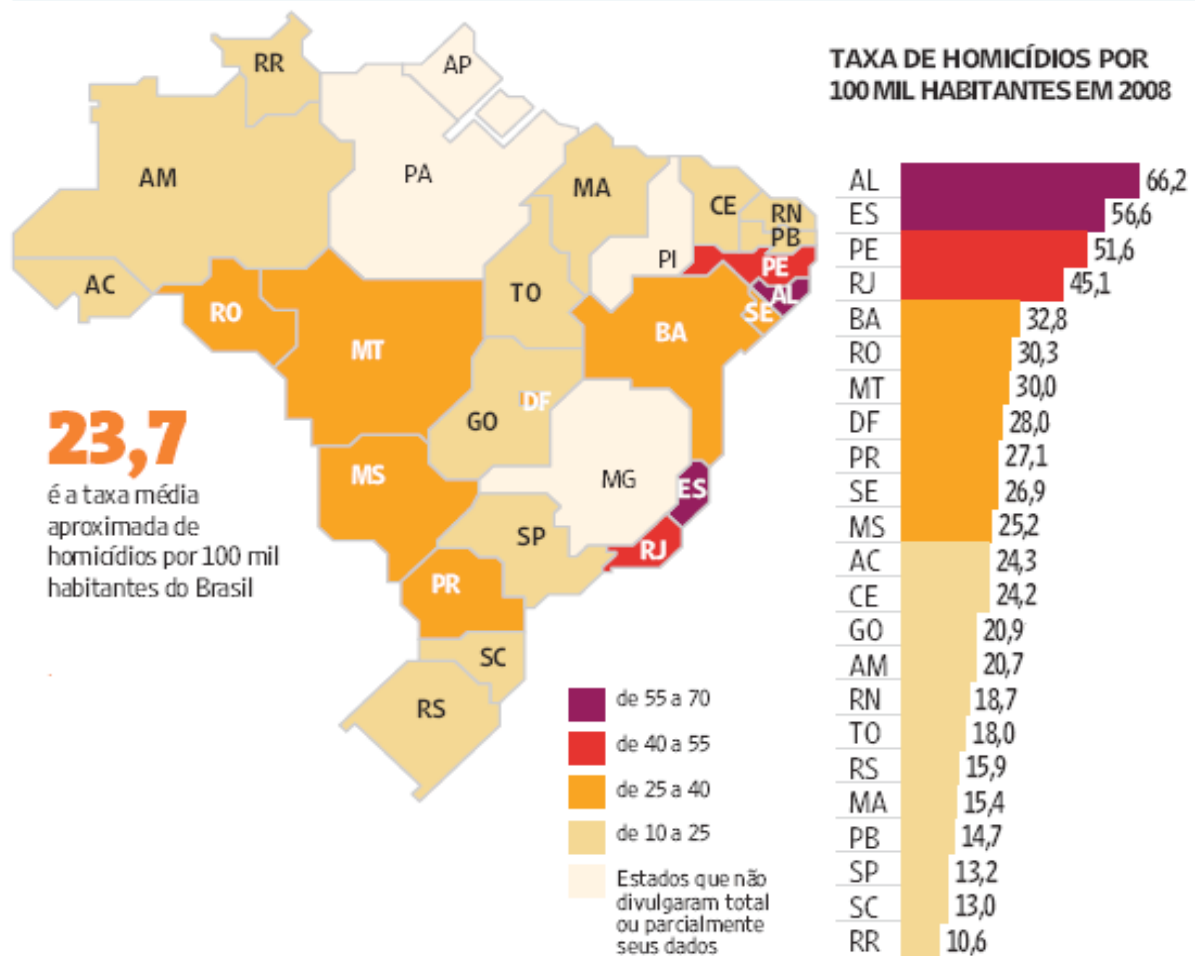 RR
AP
AM
PA
MA
CE
RN
PB
PI
PE
AC
TO
AL
SE
RO
BA
MT
DF
GO
MS
MG
ES
SP
RJ
PR
SC
RS
23,7
é a taxa média
aproximada de
homicídios por 100 mil
habitantes do Brasil
de 55 a 70
de 40 a 55
de 25 a 40
de 10 a 25
Estados que não
divulgaram total
ou parcialmente
seus dados
TAXA DE HOMICÍDIOS POR
100 MIL HABITANTES EM 2008
AL 66,2
ES 56,6
PE 51,6
RJ 45,1
BA 32,8
RO 30,3
MT 30,0
DF 28,0
PR 27,1
SE 26,9
MS 25,2
AC 24,3
CE 24,2
GO 20,9
AM 20,7
RN 18,7
TO 18,0
RS 15,9
MA 15,4
PB 14,7
SP 13,2
SC 13,0
RR 10,6